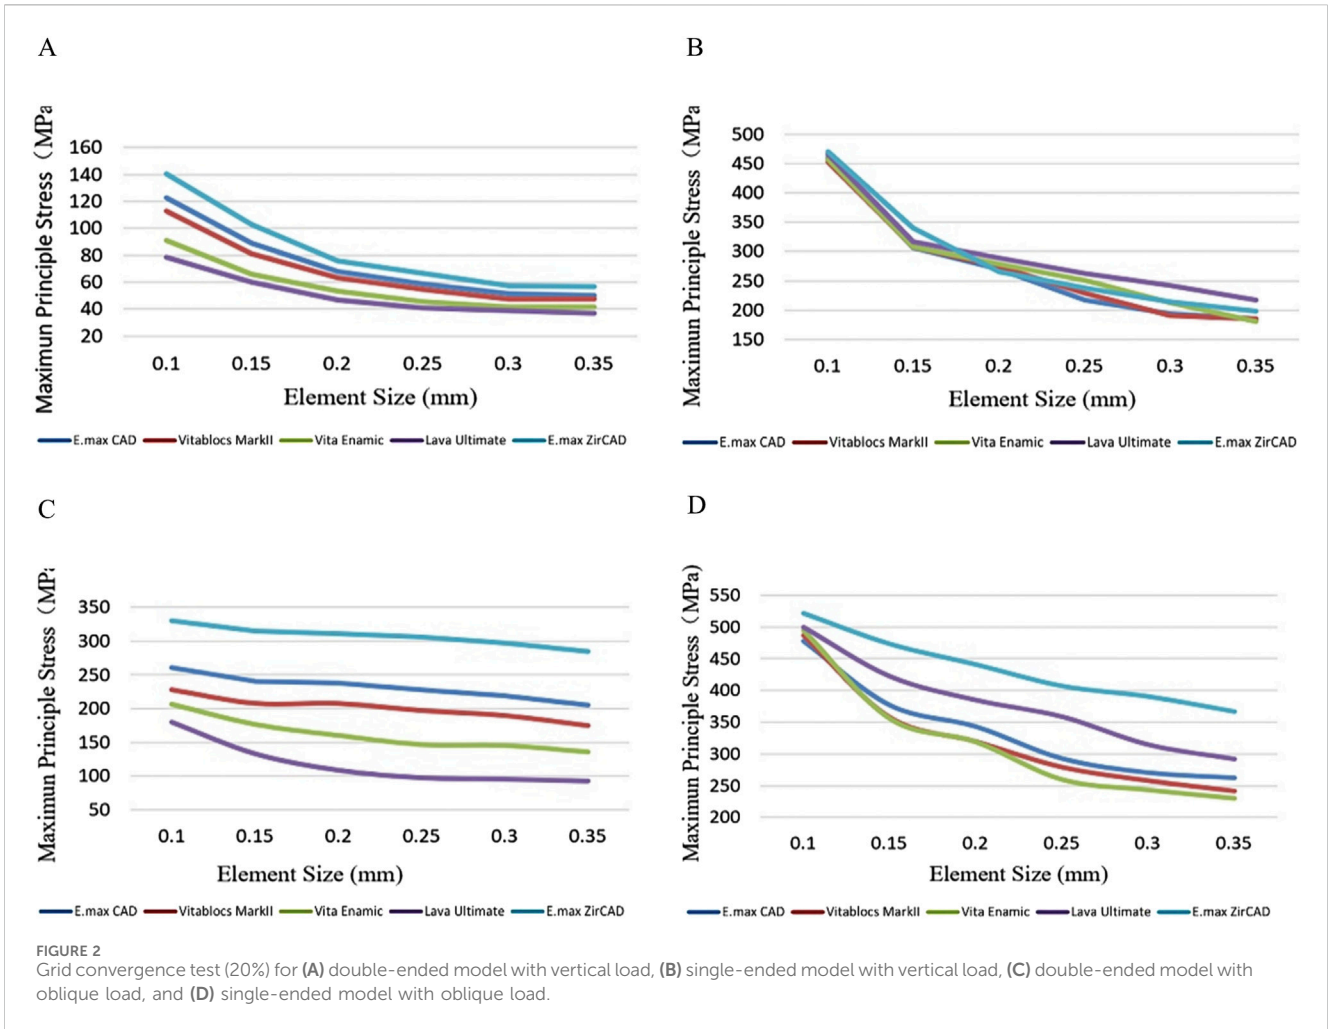 A
Maximun Principle Stress（MPa
160
140
120
100
80
60
40
20
0.1 0.15 0.2 0.25 0.3 0.35
Element Size (mm)
E.max CAD Vitablocs MarkII Vita Enamic Lava Ultimate E.max ZirCAD
B
Maximun Principle Stress（MPa
500
450
400
350
300
250
200
150
0.1 0.15 0.2 0.25 0.3 0.35
Element Size (mm)
E.max CAD Vitablocs MarkII Vita Enamic Lava Ultimate E.max ZirCAD
C
Maximun Principle Stress（MPa
350
300
250
200
150
100
50
0.1 0.15 0.2 0.25 0.3 0.35
Element Size (mm)
E.max CAD Vitablocs MarkII Vita Enamic Lava Ultimate E.max ZirCAD
D
Maximun Principle Stress（MPa)
550
500
450
400
350
300
250
200
0.1 0.15 0.2 0.25 0.3 0.35
Element Size (mm)
E.max CAD Vitablocs MarkII Vita Enamic Lava Ultimate E.max ZirCAD
FIGURE 2
Grid convergence test (20%) for (A) double-ended model with vertical load, (B) single-ended model with vertical load, (C) double-ended model with
oblique load, and (D) single-ended model with oblique load.